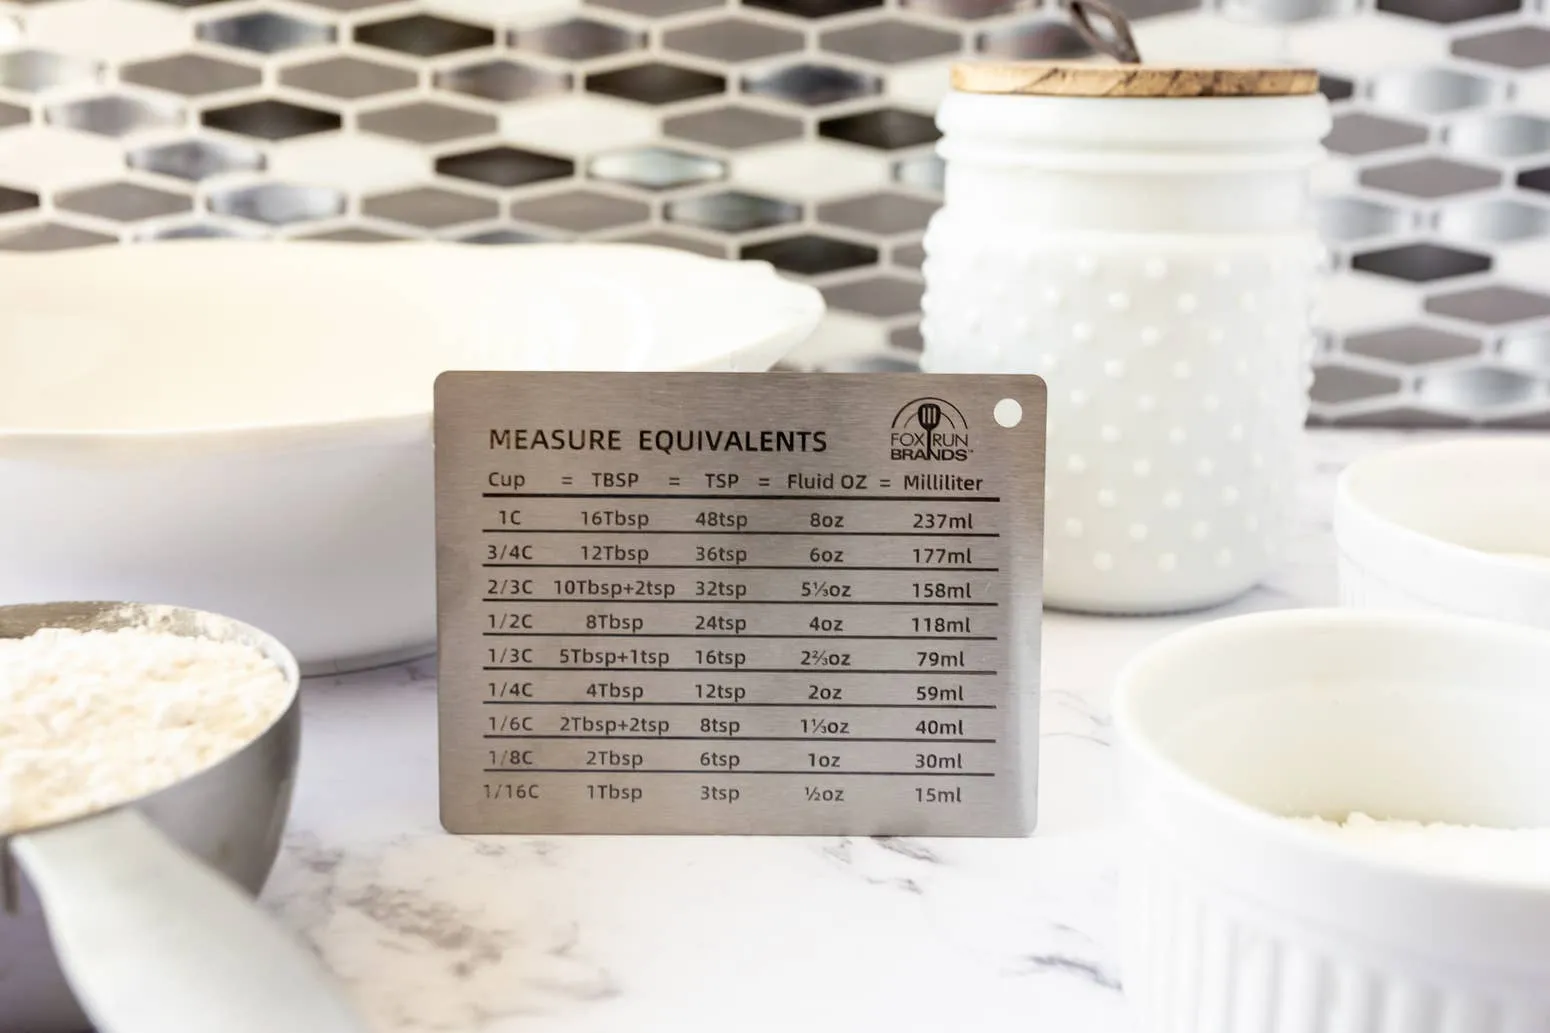 FOX RUN
BRANDS™
MEASURE EQUIVALENTS
Cup = TBSP = TSP = Fluid OZ = Milliliter
1C 16Tbsp 48tsp 8oz 237ml
3/4C 12Tbsp 36tsp 6oz 177ml
2/3C 10Tbsp+2tsp 32tsp 5⅓oz 158ml
1/2C 8Tbsp 24tsp 4oz 118ml
1/3C 5Tbsp+1tsp 16tsp 2⅔oz 79ml
1/4C 4Tbsp 12tsp 2oz 59ml
1/6C 2Tbsp+2tsp 8tsp 1⅓oz 40ml
1/8C 2Tbsp 6tsp 1oz 30ml
1/16C 1Tbsp 3tsp ½oz 15ml